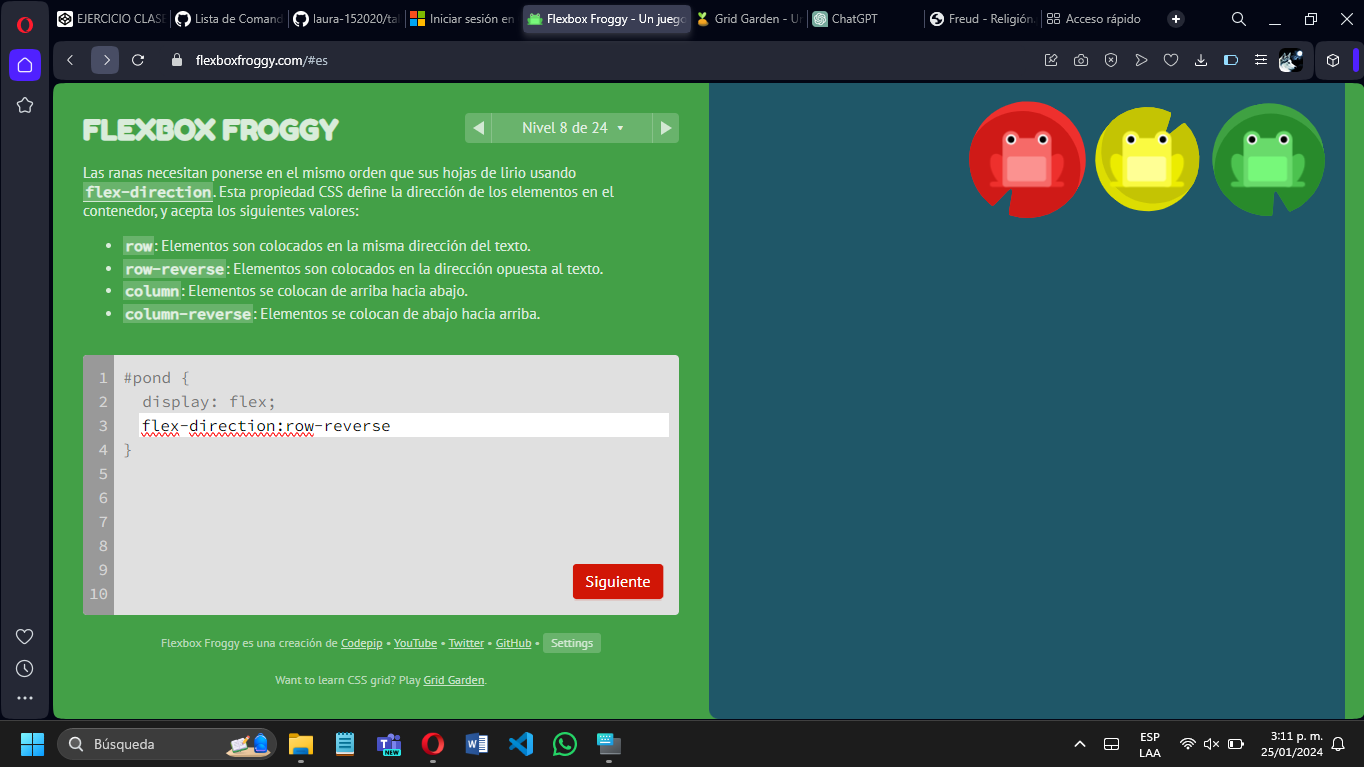 EJERCICIO CLASE
Lista de Comand
laura-152020/tal
Iniciar sesión en
Flexbox Froggy - Un juego
Grid Garden - Un
ChatGPT
Freud - Religión.
Acceso rápido
flexboxfroggy.com/#es
FLEXBOX FROGGY
Nivel 8 de 24
Las ranas necesitan ponerse en el mismo orden que sus hojas de lirio usando
flex-direction. Esta propiedad CSS define la dirección de los elementos en el
contenedor, y acepta los siguientes valores:
• row: Elementos son colocados en la misma dirección del texto.
• row-reverse: Elementos son colocados en la dirección opuesta al texto.
• column: Elementos se colocan de arriba hacia abajo.
• column-reverse: Elementos se colocan de abajo hacia arriba.
1 #pond {
2 display: flex;
3 flex-direction:row-reverse
4 }
5
6
7
8
9
10
Siguiente
Flexbox Froggy es una creación de Codepip • YouTube • Twitter • GitHub • Settings
Want to learn CSS grid? Play Grid Garden.
Búsqueda
NEW
ESP
LAA
3:11 p. m.
25/01/2024